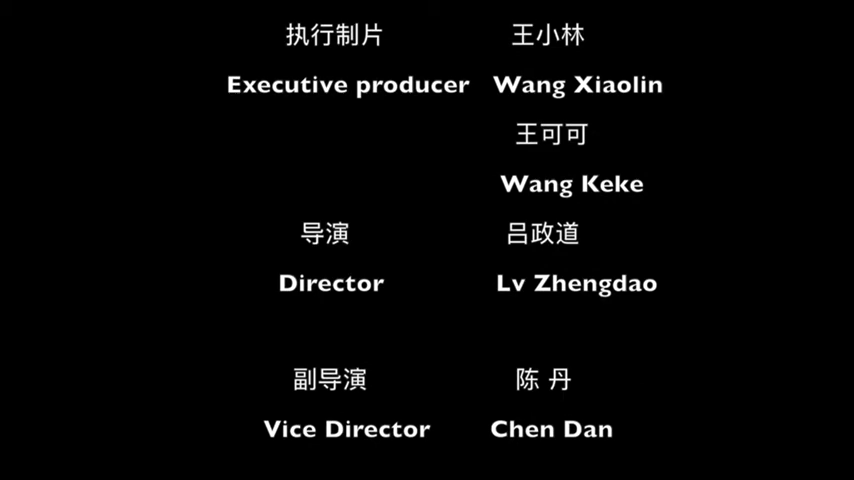 执行制片 王小林
Executive producer Wang Xiaolin
王可可
Wang Keke
导演 吕政道
Director Lv Zhengdao
副导演 陈 丹
Vice Director Chen Dan